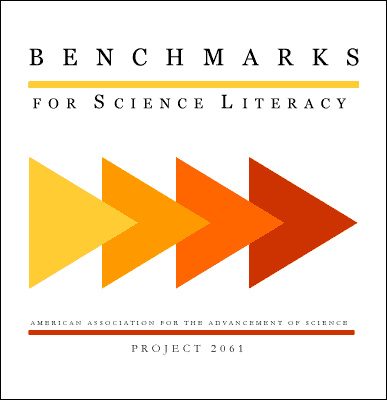 BENCHMARKS
FOR SCIENCE LITERACY
AMERICAN ASSOCIATION FOR THE ADVANCEMENT OF SCIENCE
PROJECT 2061